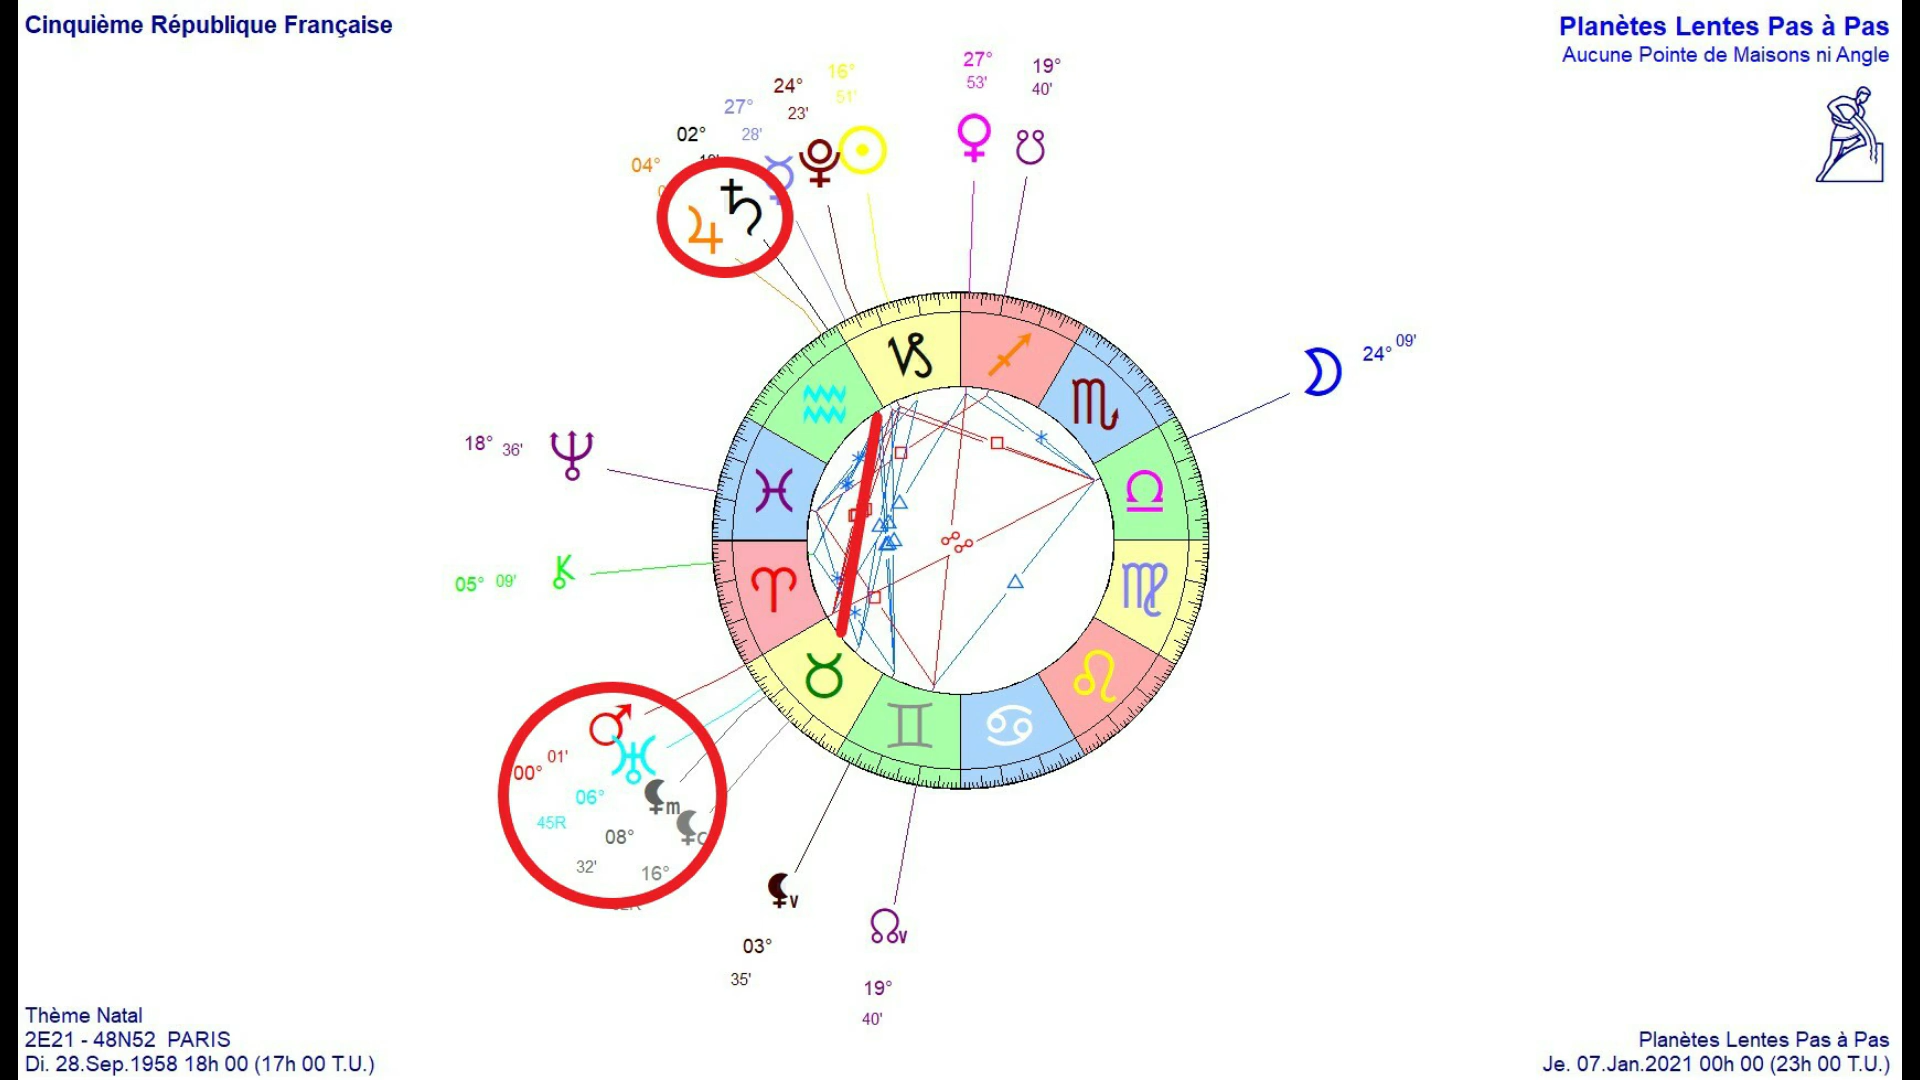 Cinquième République Française
Planètes Lentes Pas à Pas
Aucune Pointe de Maisons ni Angle
27°
53'
19°
40'
16°
51'
24°
23'
27°
28'
02°
04°
24° 09'
18° 36'
05° 09'
00° 01'
06°
45R
08°
32'
16°
m
c
v
03°
35'
v
19°
40'
Thème Natal
2E21 - 48N52 PARIS
Di. 28.Sep.1958 18h 00 (17h 00 T.U.)
Planètes Lentes Pas à Pas
Je. 07.Jan.2021 00h 00 (23h 00 T.U.)